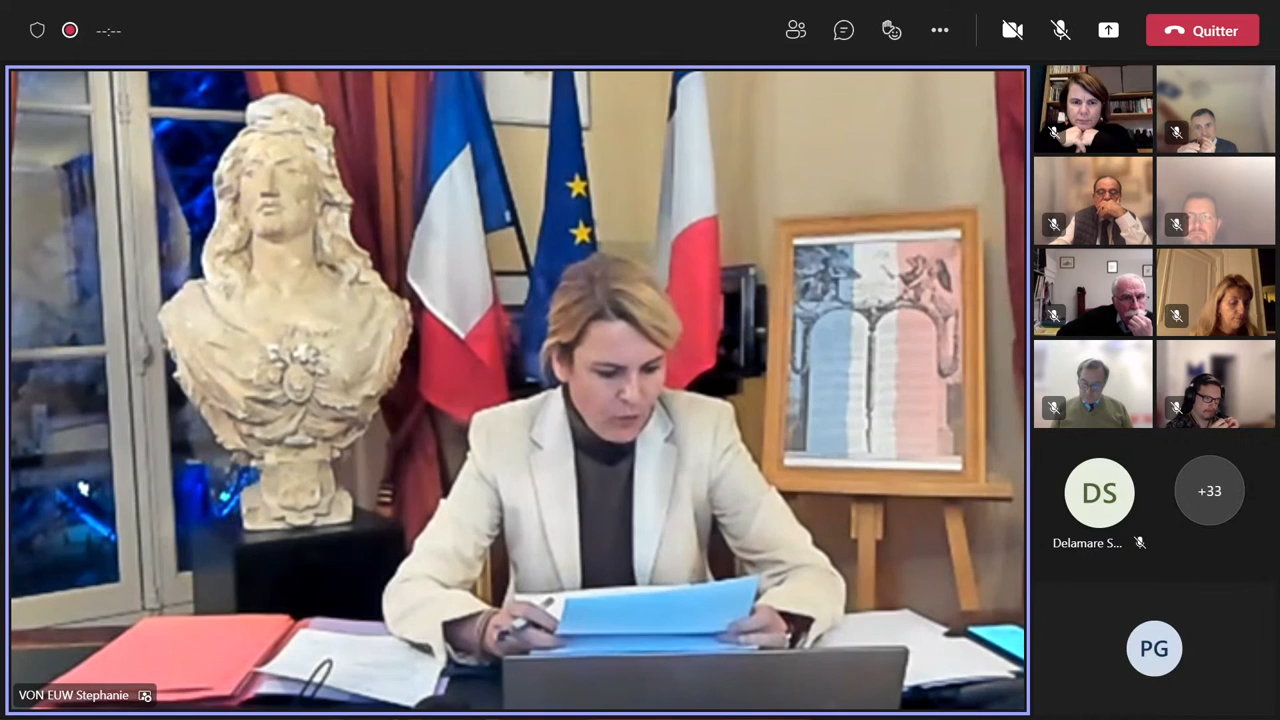 --:--
Quitter
VON EUW Stephanie
DS
+33
Delamare S...
PG